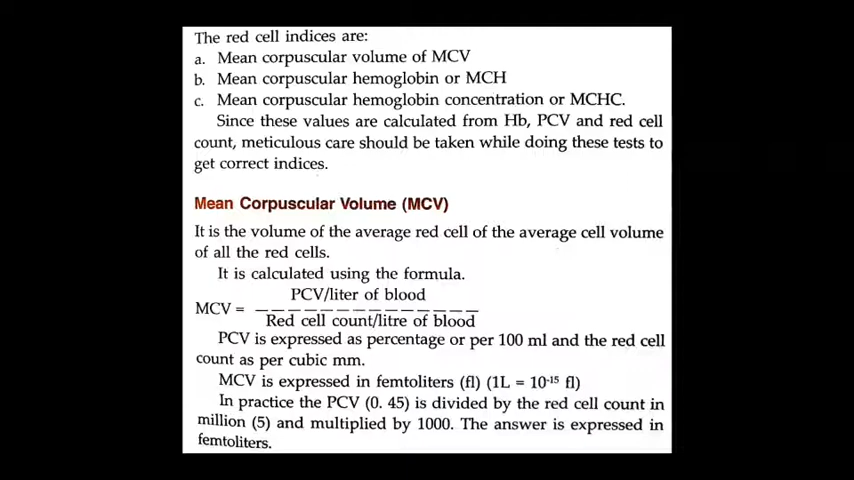 The red cell indices are:
a. Mean corpuscular volume of MCV
b. Mean corpuscular hemoglobin or MCH
c. Mean corpuscular hemoglobin concentration or MCHC.
Since these values are calculated from Hb, PCV and red cell
count, meticulous care should be taken while doing these tests to
get correct indices.
Mean Corpuscular Volume (MCV)
It is the volume of the average red cell of the average cell volume
of all the red cells.
It is calculated using the formula.
PCV/liter of blood
MCV = ––––––––––––––
Red cell count/litre of blood
PCV is expressed as percentage or per 100 ml and the red cell
count as per cubic mm.
MCV is expressed in femtoliters (fl) (1L = 10⁻¹⁵ fl)
In practice the PCV (0. 45) is divided by the red cell count in
million (5) and multiplied by 1000. The answer is expressed in
femtoliters.